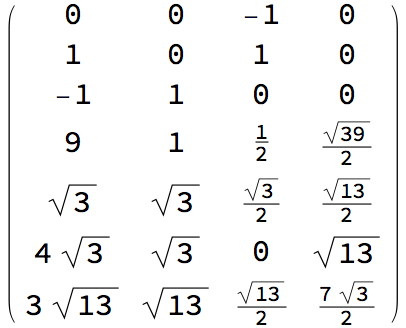 0 0 −1 0
1 0 1 0
−1 1 0 0
9 1 1/2 √39/2
√3 √3 √3/2 √13/2
4 √3 √3 0 √13
3 √13 √13 √13/2 7 √3/2